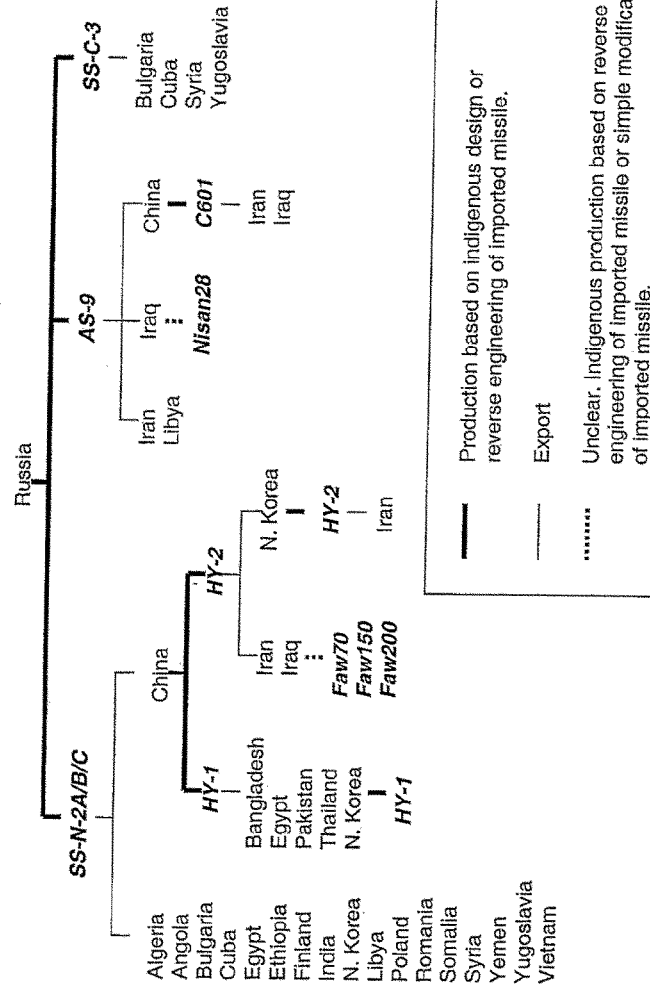 Russia
SS-N-2A/B/C
AS-9
SS-C-3
Algeria
Angola
Bulgaria
Cuba
Egypt
Ethiopia
Finland
India
N. Korea
Libya
Poland
Romania
Somalia
Syria
Yemen
Yugoslavia
Vietnam
China
HY-1
Bangladesh
Egypt
Pakistan
Thailand
N. Korea
HY-1
HY-2
Iran
Iraq
Faw70
Faw150
Faw200
N. Korea
HY-2
Iran
Iran
Libya
Iraq
Nisan28
China
C601
Iran
Iraq
Bulgaria
Cuba
Syria
Yugoslavia
Production based on indigenous design or
reverse engineering of imported missile.
Export
Unclear. Indigenous production based on reverse
engineering of imported missile or simple modifica
of imported missile.